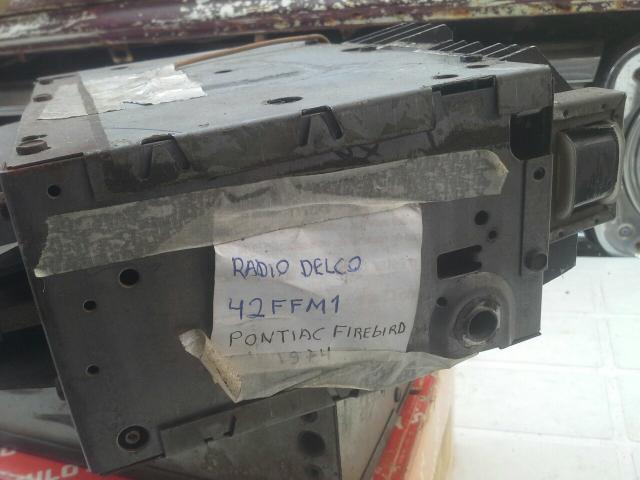 RADIO DELCO
42FFM1
PONTIAC FIREBIRD
1974